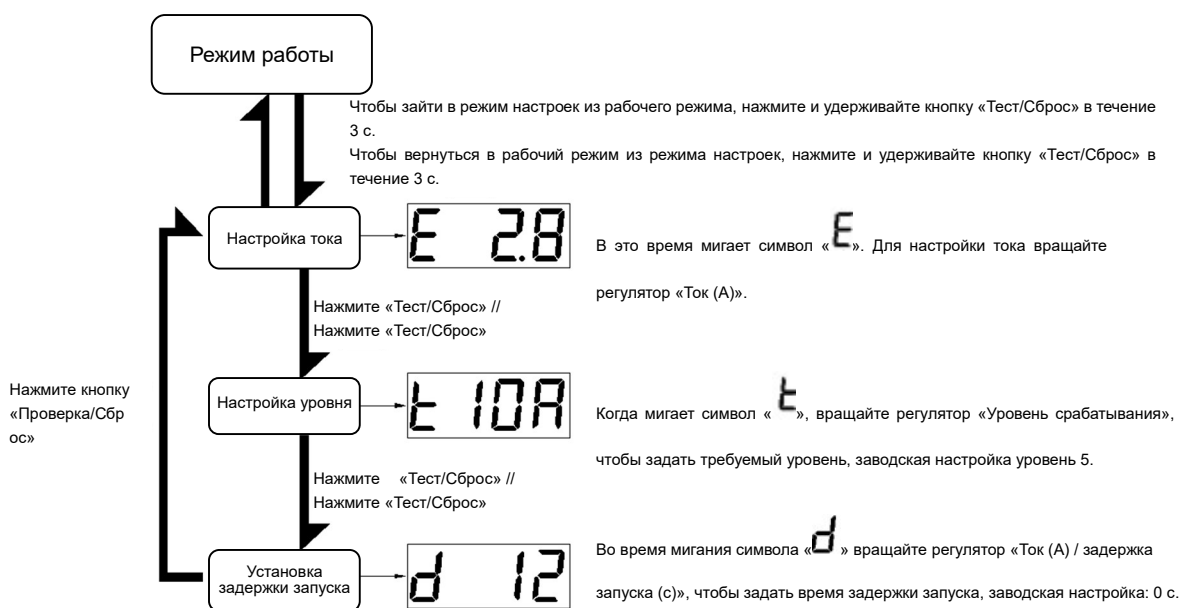 Режим работы
Чтобы зайти в режим настроек из рабочего режима, нажмите и удерживайте кнопку «Тест/Сброс» в течение
3 с.
Чтобы вернуться в рабочий режим из режима настроек, нажмите и удерживайте кнопку «Тест/Сброс» в
течение 3 с.
Настройка тока
E 2.8
В это время мигает символ «E». Для настройки тока вращайте
регулятор «Ток (А)».
Нажмите «Тест/Сброс» //
Нажмите «Тест/Сброс»
Нажмите кнопку
«Проверка/Сбр
ос»
Настройка уровня
t 10A
Когда мигает символ « t», вращайте регулятор «Уровень срабатывания»,
чтобы задать требуемый уровень, заводская настройка уровень 5.
Нажмите «Тест/Сброс» //
Нажмите «Тест/Сброс»
Установка
задержки запуска
d 12
Во время мигания символа «d » вращайте регулятор «Ток (А) / задержка
запуска (с)», чтобы задать время задержки запуска, заводская настройка: 0 с.